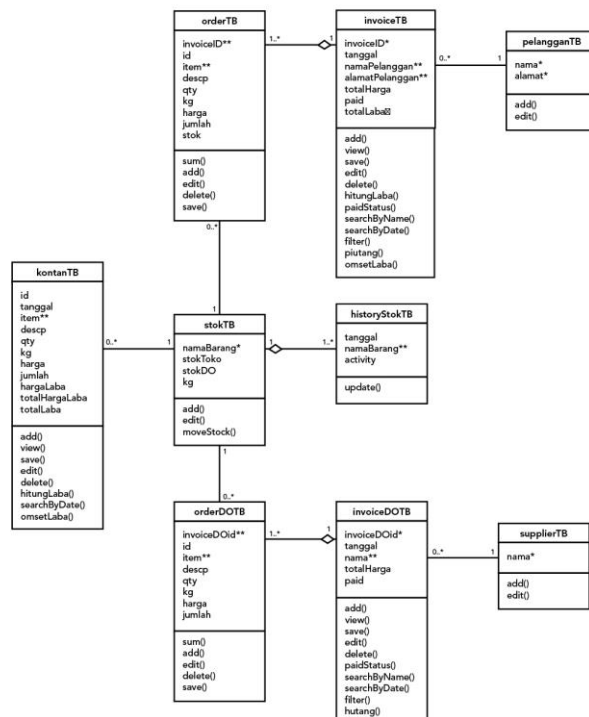 orderTB
invoiceID**
id
item**
descp
qty
kg
harga
jumlah
stok
sum()
add()
edit()
delete()
save()
1..*
1
invoiceTB
invoiceID*
tanggal
namaPelanggan**
alamatPelanggan**
totalHarga
paid
totalLaba
add()
view()
save()
edit()
delete()
hitungLaba()
paidStatus()
searchByName()
searchByDate()
filter()
piutang()
omsetLaba()
0..*
1
pelangganTB
nama*
alamat*
add()
edit()
0..*
1
kontanTB
id
tanggal
item**
descp
qty
kg
harga
jumlah
hargaLaba
totalHargaLaba
totalLaba
add()
view()
save()
edit()
delete()
hitungLaba()
searchByDate()
omsetLaba()
0..*
1
stokTB
namaBarang*
stokToko
stokDO
kg
add()
edit()
moveStock()
1
1..*
historyStokTB
tanggal
namaBarang**
activity
update()
1
0..*
orderDOTB
invoiceDOid**
id
item**
descp
qty
kg
harga
jumlah
sum()
add()
edit()
delete()
save()
1..*
1
invoiceDOTB
invoiceDOid*
tanggal
nama**
totalHarga
paid
add()
view()
save()
edit()
delete()
paidStatus()
searchByName()
searchByDate()
filter()
hutang()
0..*
1
supplierTB
nama*
add()
edit()